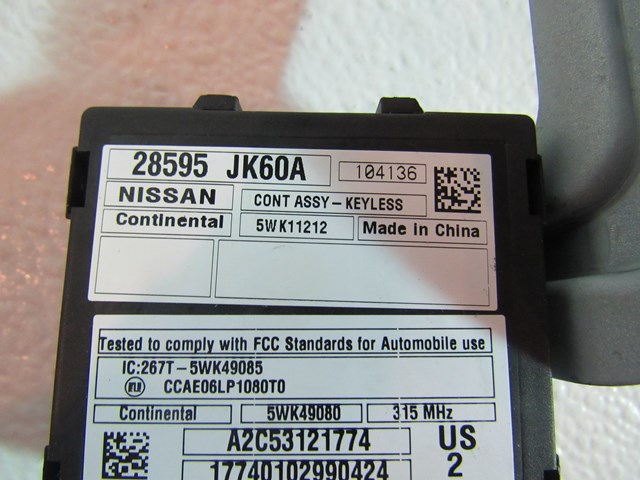 28595 JK60A 104136
NISSAN CONT ASSY-KEYLESS
Continental 5WK11212 Made in China
Tested to comply with FCC Standards for Automobile use
IC:267T-5WK49085
CCAE06LP1080T0
Continental 5WK49080 315 MHz
A2C53121774 US
17740102990424 2